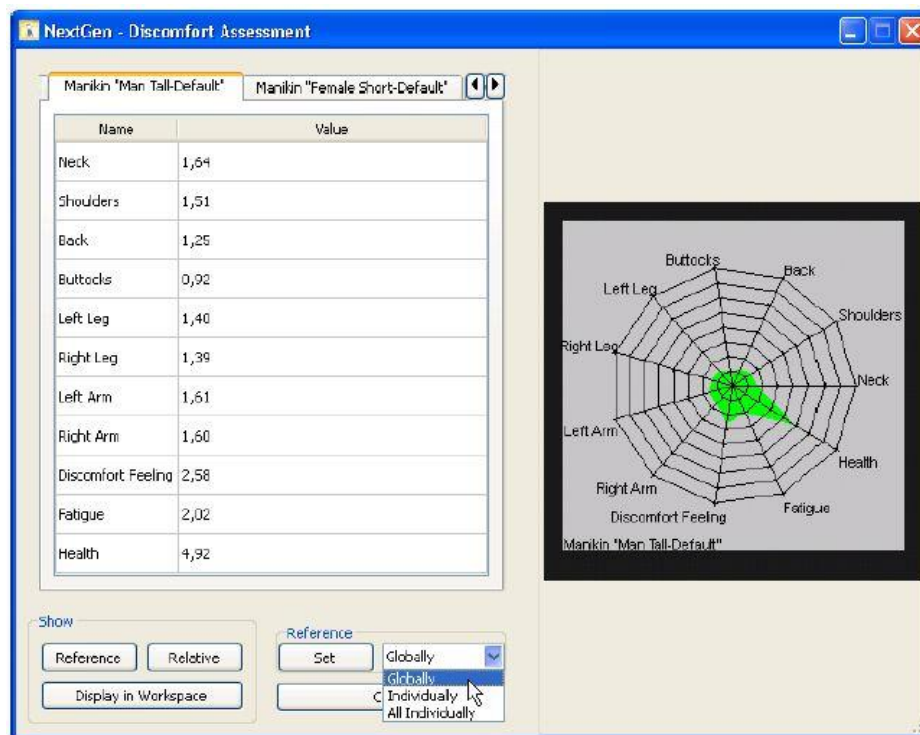 NextGen - Discomfort Assessment
Manikin "Man Tall-Default" Manikin "Female Short-Default"
Name Value
Neck 1,64
Shoulders 1,51
Back 1,25
Buttocks 0,92
Left Leg 1,40
Right Leg 1,39
Left Arm 1,61
Right Arm 1,60
Discomfort Feeling 2,58
Fatigue 2,02
Health 4,92
Show
Reference Relative
Display in Workspace
Reference
Set Globally
Globally
Individually
All Individually
Buttocks
Back
Left Leg
Shoulders
Right Leg
Neck
Left Arm
Health
Right Arm
Fatigue
Discomfort Feeling
Manikin "Man Tall-Default"